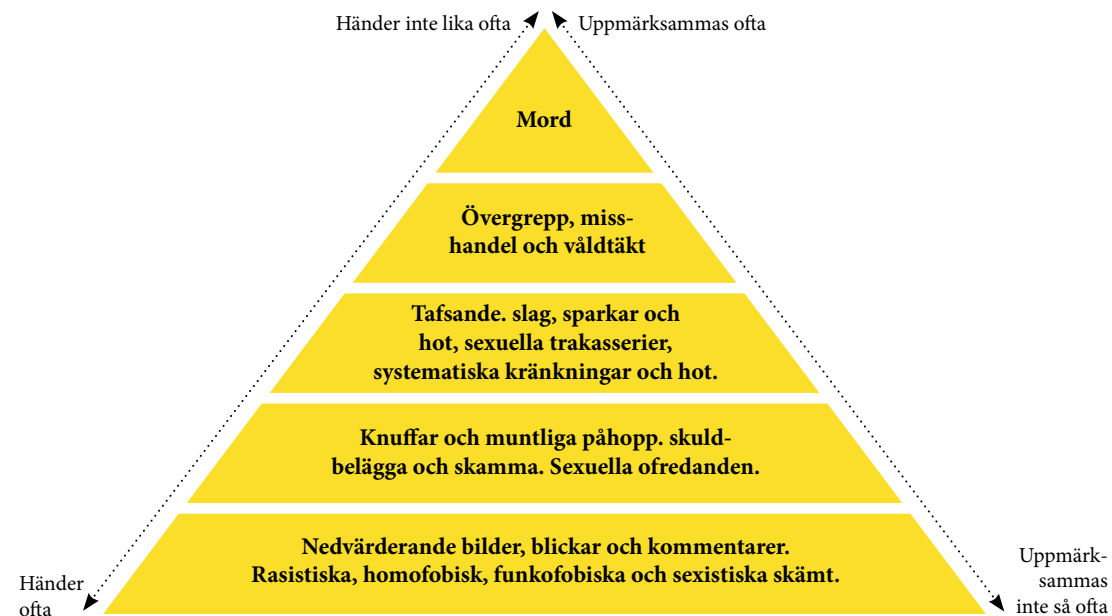 Händer inte lika ofta
Uppmärksammas ofta
Mord
Övergrepp, miss-
handel och våldtäkt
Tafsande. slag, sparkar och
hot, sexuella trakasserier,
systematiska kränkningar och hot.
Knuffar och muntliga påhopp. skuld-
belägga och skamma. Sexuella ofredanden.
Nedvärderande bilder, blickar och kommentarer.
Rasistiska, homofobisk, funkofobiska och sexistiska skämt.
Händer
ofta
Uppmärk-
sammas
inte så ofta